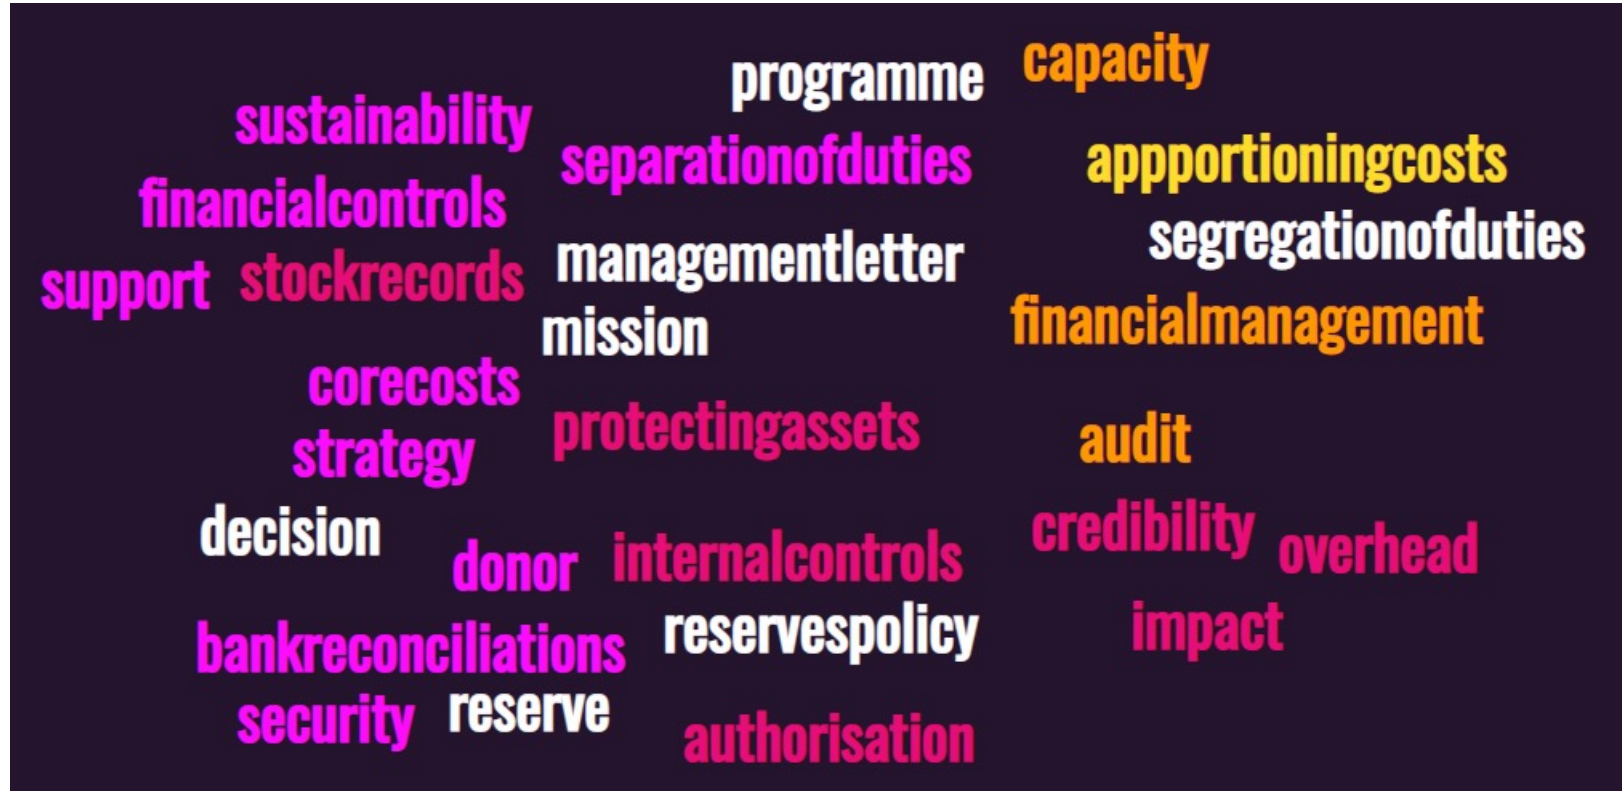 capacity
programme
sustainability
separationofduties
appportioningcosts
financialcontrols
segregationofduties
managementletter
support
stockrecords
financialmanagement
mission
corecosts
protectingassets
audit
strategy
decision
credibility
overhead
donor
internalcontrols
reservespolicy
impact
bankreconciliations
security
reserve
authorisation